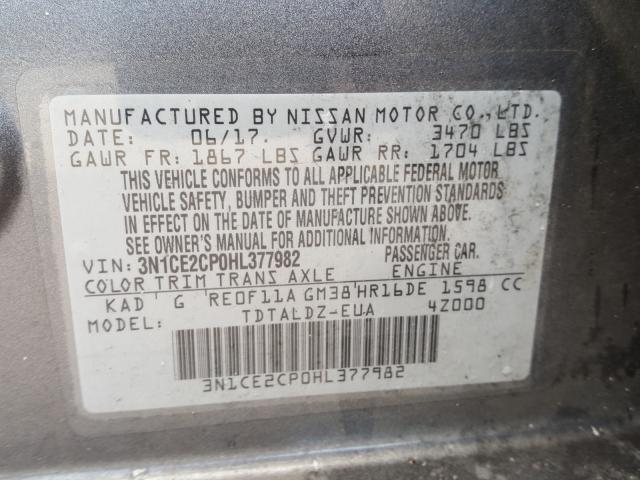 MANUFACTURED BY NISSAN MOTOR CO.,LTD.
DATE: 06/17. GVWR: 3470 LBS
GAWR FR: 1867 LBS GAWR RR: 1704 LBS
THIS VEHICLE CONFORMS TO ALL APPLICABLE FEDERAL MOTOR
VEHICLE SAFETY, BUMPER AND THEFT PREVENTION STANDARDS
IN EFFECT ON THE DATE OF MANUFACTURE SHOWN ABOVE.
SEE OWNER'S MANUAL FOR ADDITIONAL INFORMATION.
VIN: 3N1CE2CP0HL377982 PASSENGER CAR.
COLOR TRIM TRANS AXLE ENGINE
KAD G RE0F11A GM38 HR16DE 1598 CC
MODEL: TDTALDZ-EUA 4Z000
3N1CE2CP0HL377982